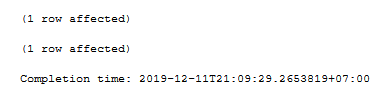 (1 row affected)
(1 row affected)
Completion time: 2019-12-11T21:09:29.2653819+07:00